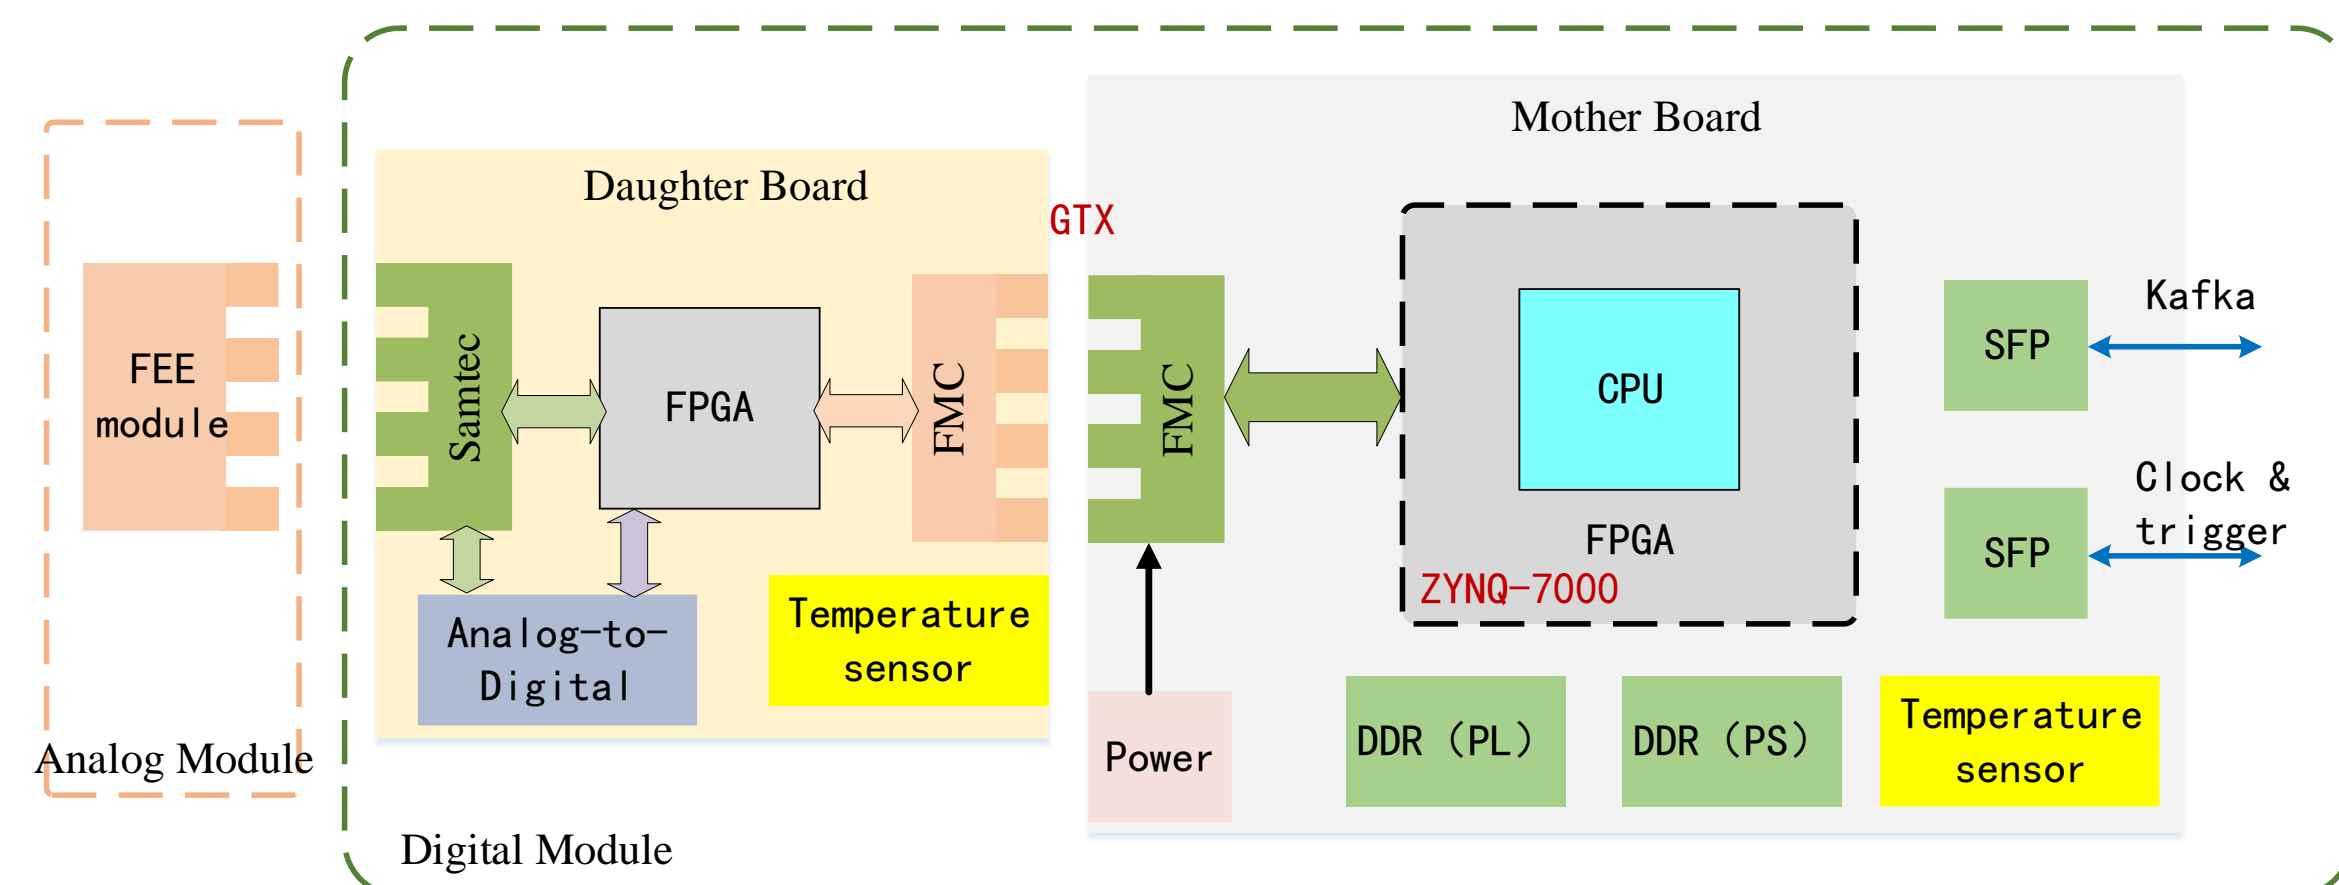 Mother Board
Daughter Board
GTX
FEE
module
Samtec
FPGA
FMC
FMC
CPU
FPGA
ZYNQ-7000
SFP
Kafka
SFP
Clock &
trigger
Analog-to-
Digital
Temperature
sensor
Power
DDR（PL）
DDR（PS）
Temperature
sensor
Analog Module
Digital Module